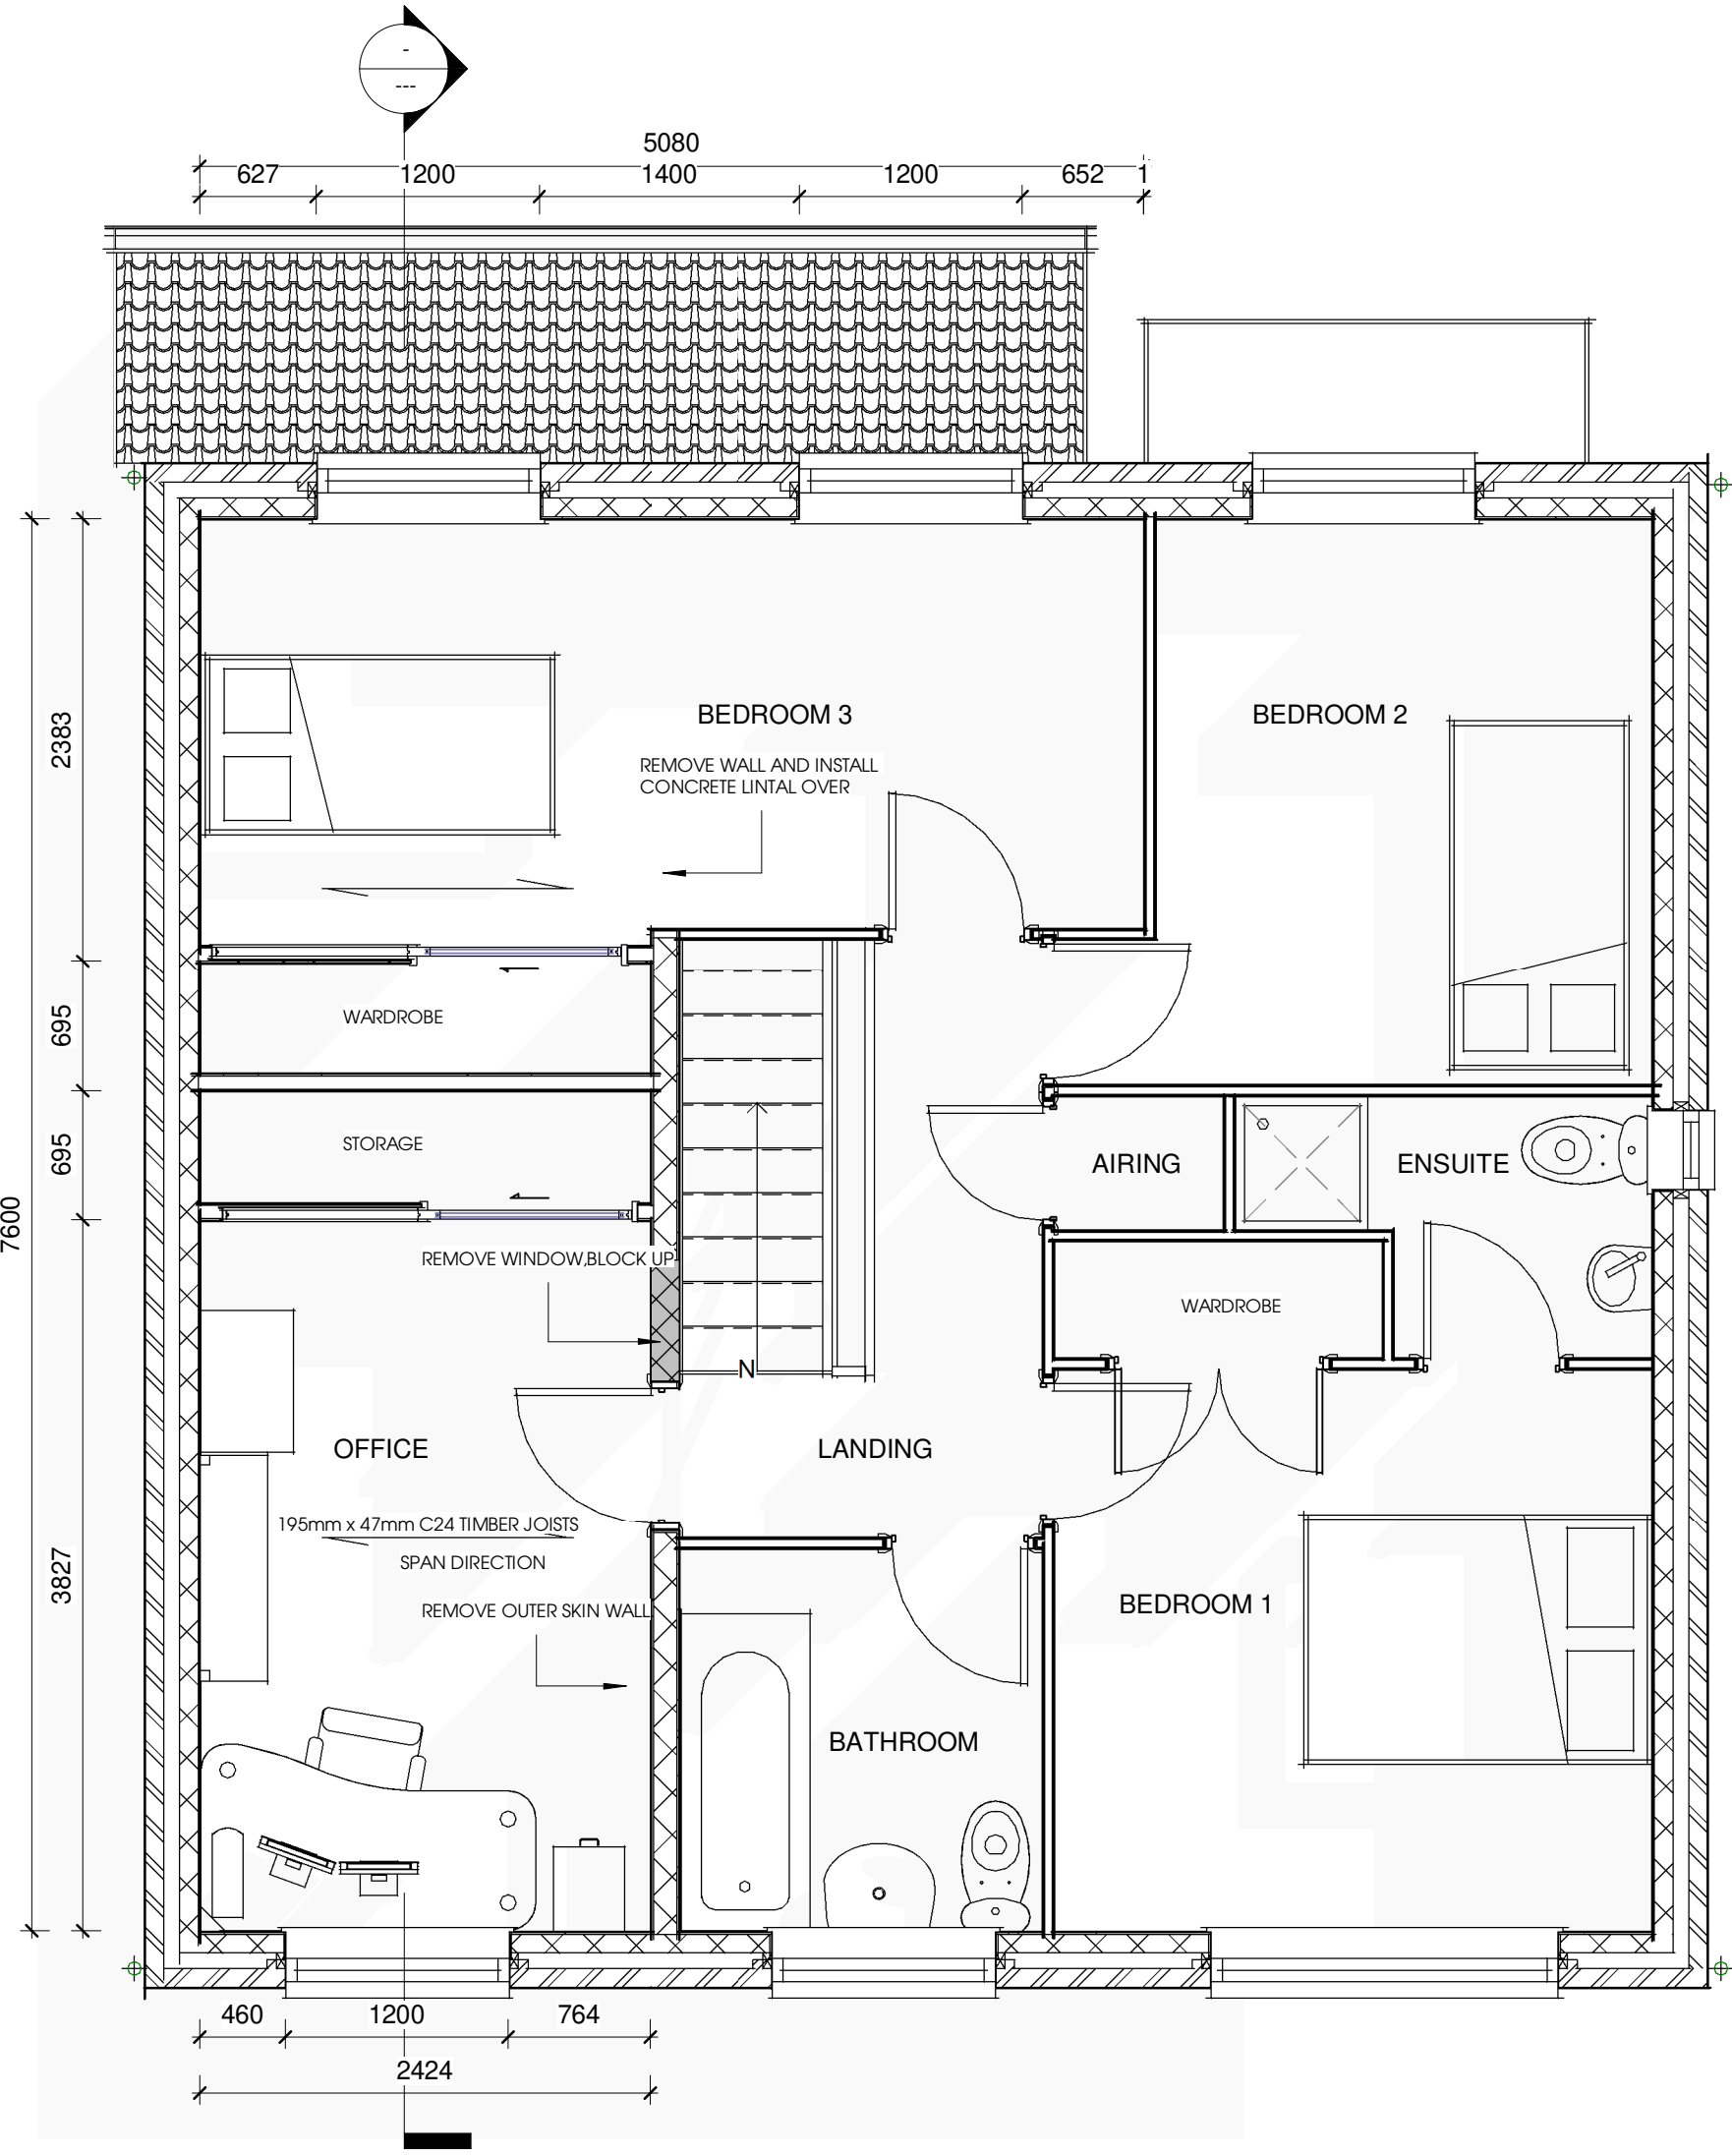 -
---
5080
627 1200 1400 1200 652 1
BEDROOM 3
BEDROOM 2
REMOVE WALL AND INSTALL
CONCRETE LINTAL OVER
2383
WARDROBE
695
STORAGE
695
AIRING
ENSUITE
7600
REMOVE WINDOW,BLOCK UP
WARDROBE
N
OFFICE
LANDING
195mm x 47mm C24 TIMBER JOISTS
SPAN DIRECTION
3827
REMOVE OUTER SKIN WALL
BEDROOM 1
BATHROOM
460 1200 764
2424